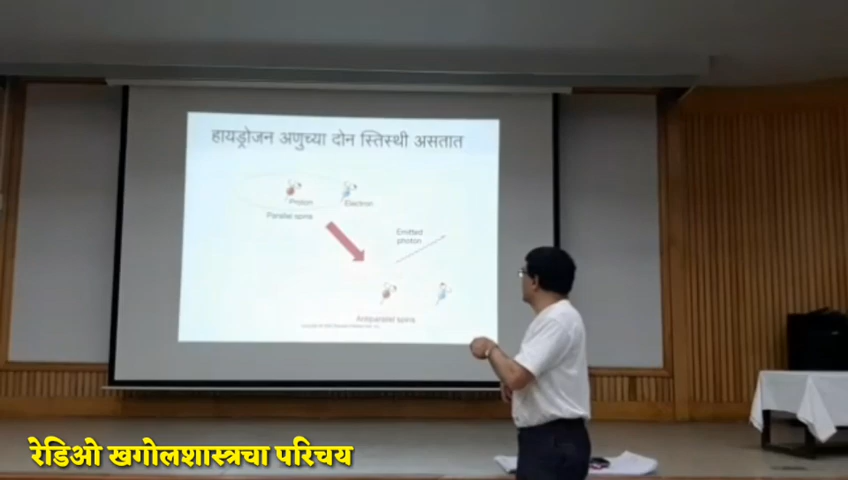 हायड्रोजन अणुच्या दोन स्तिस्थी असतात
Proton
Electron
Parallel spins
Emitted
photon
Antiparallel spins
रेडिओ खगोलशास्त्रचा परिचय